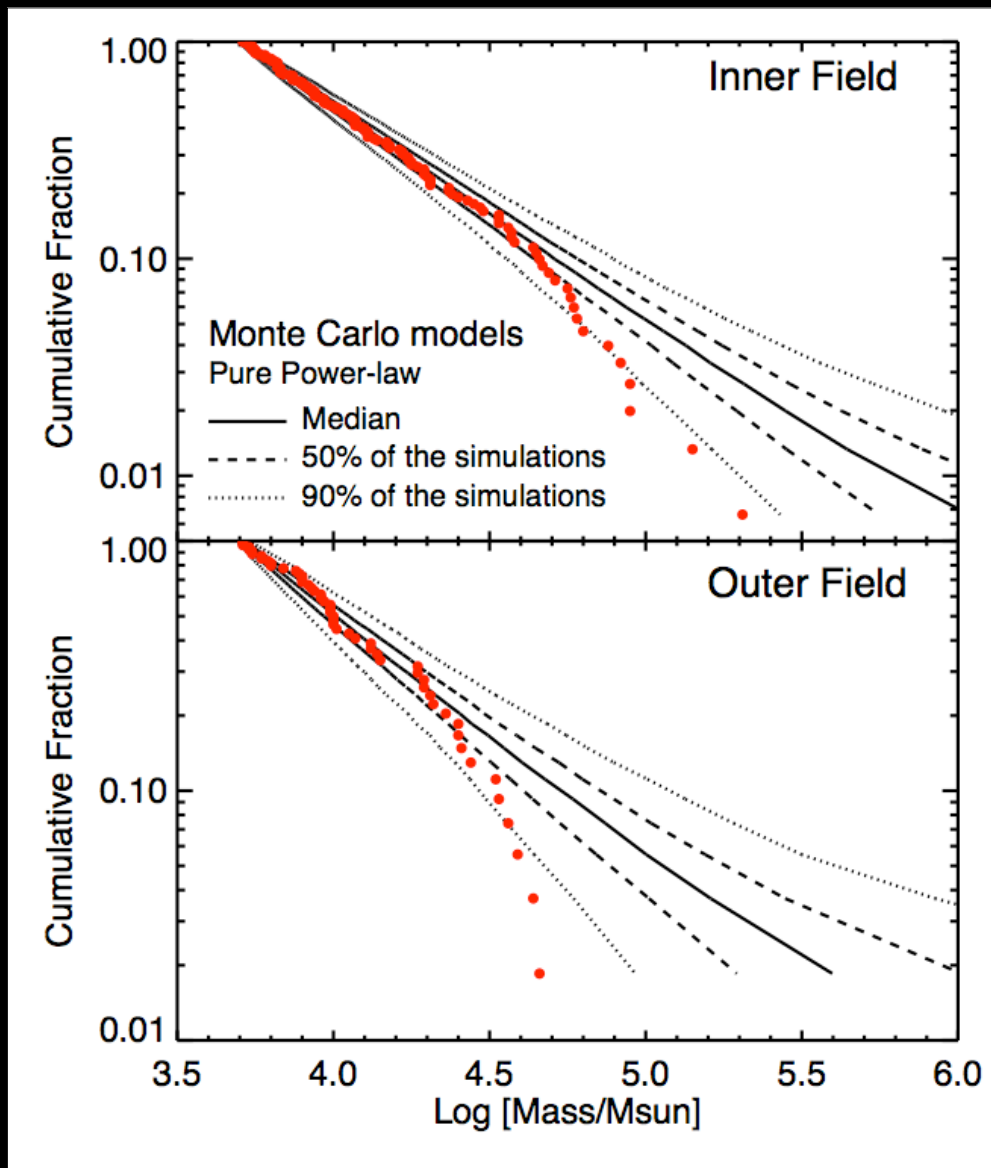 Inner Field
1.00
0.10
0.01
Cumulative Fraction
Monte Carlo models
Pure Power-law
Median
50% of the simulations
90% of the simulations
Outer Field
1.00
0.10
0.01
Cumulative Fraction
3.5 4.0 4.5 5.0 5.5 6.0
Log [Mass/Msun]